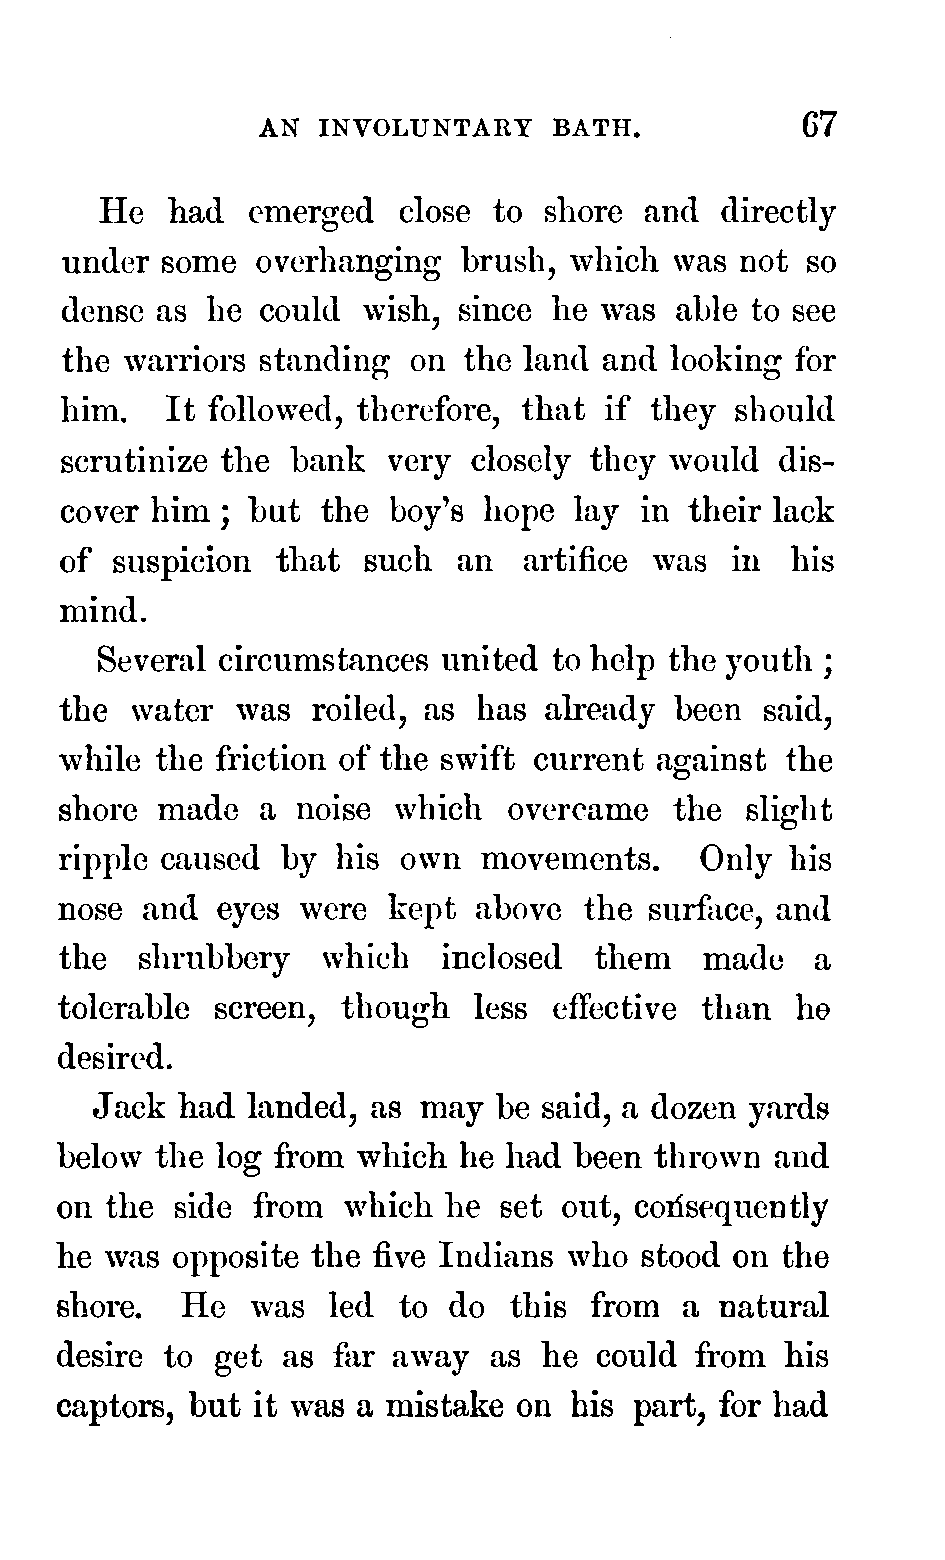 AN INVOLUNTARY BATH. 67
He had emerged close to shore and directly
under some overhanging brush, which was not so
dense as he could wish, since he was able to see
the warriors standing on the land and looking for
him. It followed, therefore, that if they should
scrutinize the bank very closely they would dis-
cover him ; but the boy's hope lay in their lack
of suspicion that such an artifice was in his
mind.
Several circumstances united to help the youth ;
the water was roiled, as has already been said,
while the friction of the swift current against the
shore made a noise which overcame the slight
ripple caused by his own movements. Only his
nose and eyes were kept above the surface, and
the shrubbery which inclosed them made a
tolerable screen, though less effective than he
desired.
Jack had landed, as may be said, a dozen yards
below the log from which he had been thrown and
on the side from which he set out, consequently
he was opposite the five Indians who stood on the
shore. He was led to do this from a natural
desire to get as far away as he could from his
captors, but it was a mistake on his part, for had